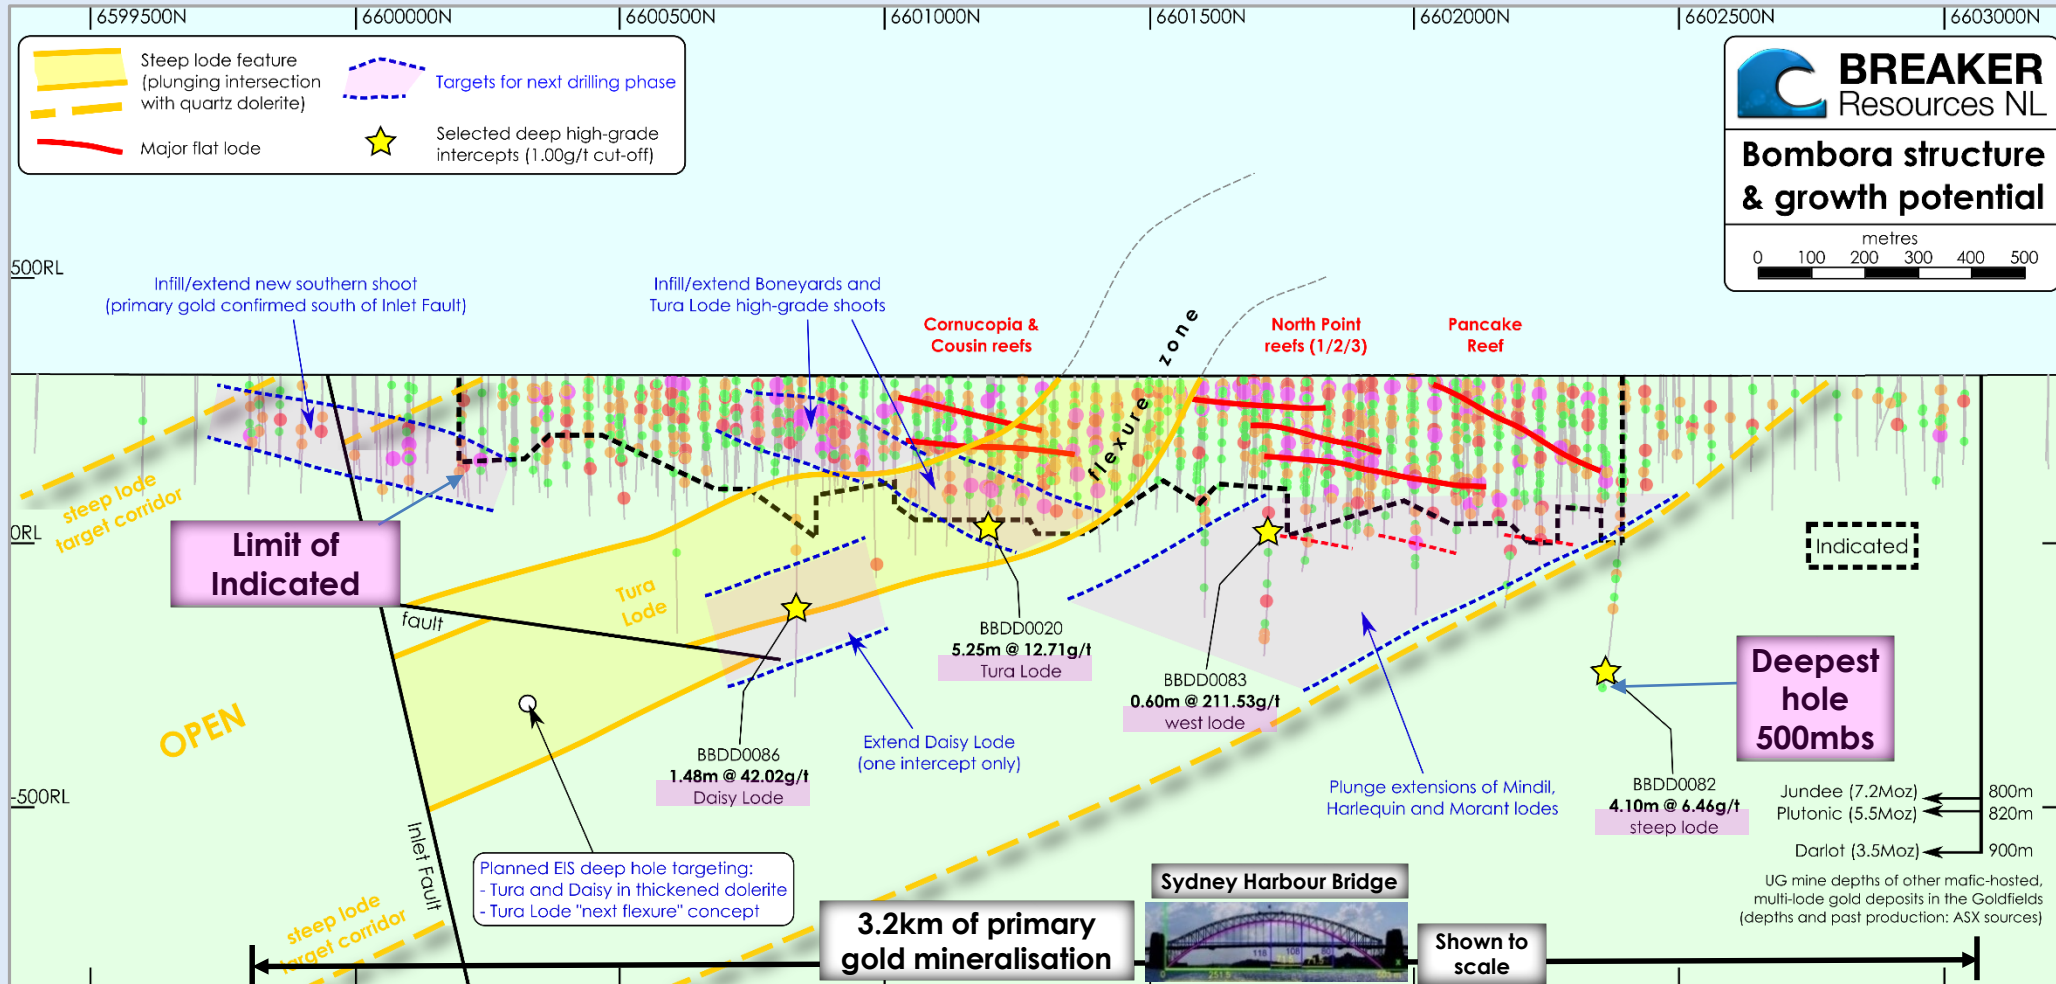 6599500N
6600000N
6600500N
6601000N
6601500N
6602000N
6602500N
6603000N
Steep lode feature
(plunging intersection
with quartz dolerite)
Major flat lode
Targets for next drilling phase
Selected deep high-grade
intercepts (1.00g/t cut-off)
BREAKER
Resources NL
Bombora structure
& growth potential
metres
0 100 200 300 400 500
500RL
Infill/extend new southern shoot
(primary gold confirmed south of Inlet Fault)
Infill/extend Boneyards and
Tura Lode high-grade shoots
Cornucopia &
Cousin reefs
flexure zone
North Point
reefs (1/2/3)
Pancake
Reef
steep lode
target corridor
0RL
Limit of
Indicated
Indicated
Tura
Lode
fault
BBDD0020
5.25m @ 12.71g/t
Tura Lode
BBDD0083
0.60m @ 211.53g/t
west lode
Deepest
hole
500mbs
OPEN
BBDD0086
1.48m @ 42.02g/t
Daisy Lode
Extend Daisy Lode
(one intercept only)
Plunge extensions of Mindil,
Harlequin and Morant lodes
BBDD0082
4.10m @ 6.46g/t
steep lode
-500RL
Jundee (7.2Moz) 800m
Plutonic (5.5Moz) 820m
Darlot (3.5Moz) 900m
UG mine depths of other mafic-hosted,
multi-lode gold deposits in the Goldfields
(depths and past production: ASX sources)
Inlet Fault
Planned EIS deep hole targeting:
- Tura and Daisy in thickened dolerite
- Tura Lode "next flexure" concept
steep lode
target corridor
3.2km of primary
gold mineralisation
Sydney Harbour Bridge
Shown to
scale